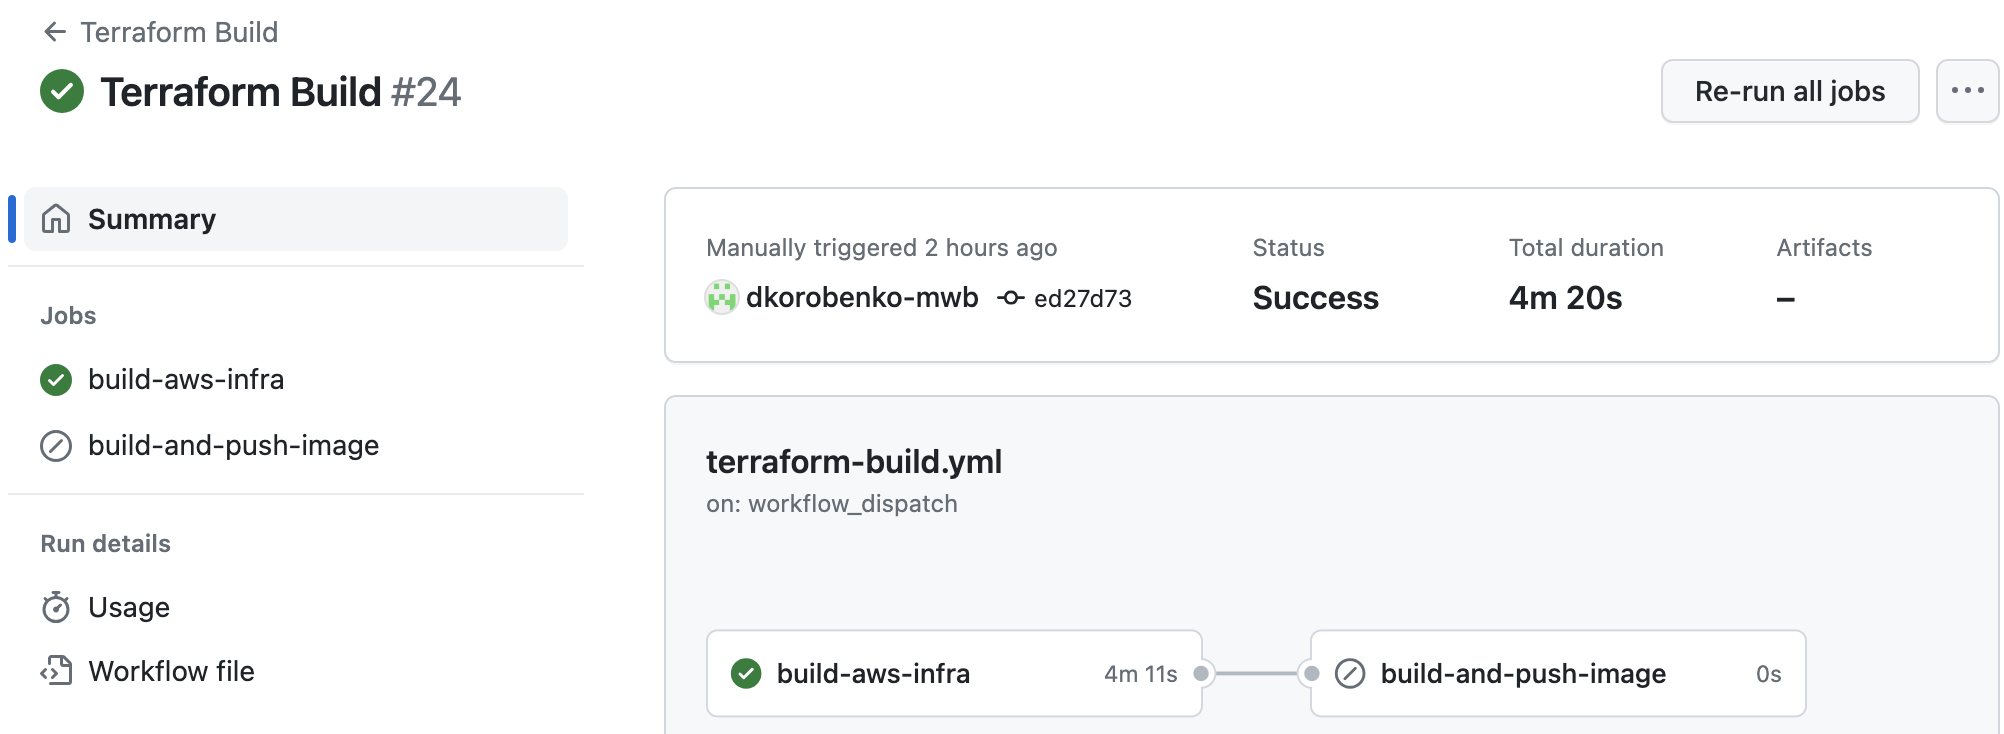 Terraform Build
Terraform Build #24
Re-run all jobs
Summary
Jobs
build-aws-infra
build-and-push-image
Run details
Usage
Workflow file
Manually triggered 2 hours ago
dkorobenko-mwb ed27d73
Status
Success
Total duration
4m 20s
Artifacts
–
terraform-build.yml
on: workflow_dispatch
build-aws-infra 4m 11s
build-and-push-image 0s